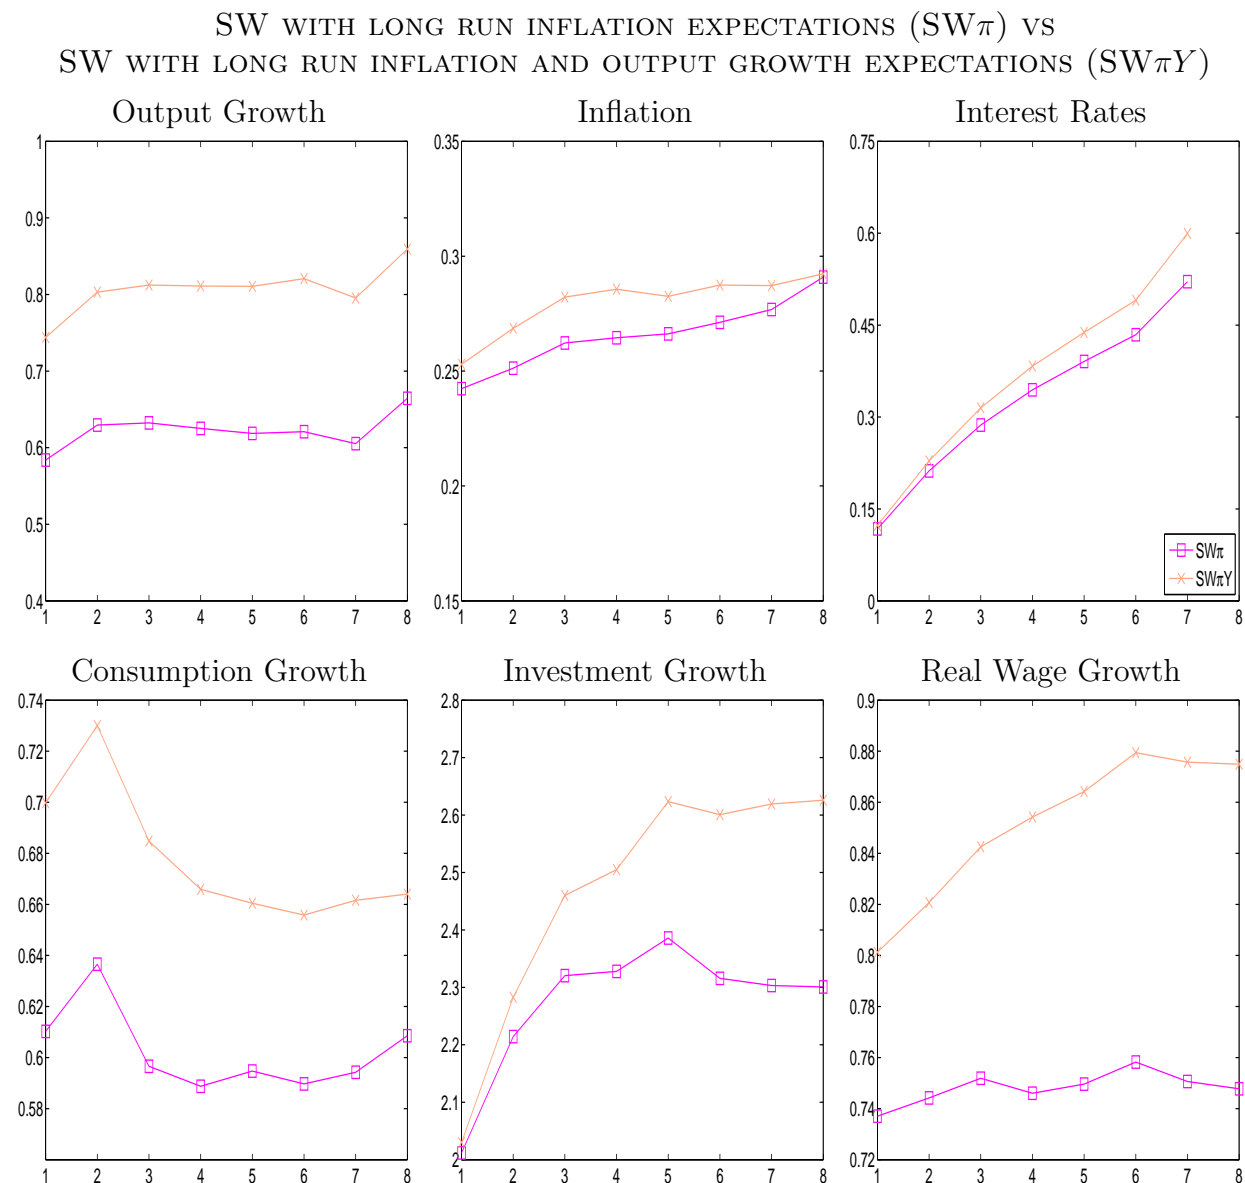 SW WITH LONG RUN INFLATION EXPECTATIONS (SWπ) VS
SW WITH LONG RUN INFLATION AND OUTPUT GROWTH EXPECTATIONS (SWπY)
Output Growth
1
0.9
0.8
0.7
0.6
0.5
0.4
1 2 3 4 5 6 7 8
Inflation
0.35
0.3
0.25
0.2
0.15
1 2 3 4 5 6 7 8
Interest Rates
0.75
0.6
0.45
0.3
0.15
0
SWπ
SWπY
1 2 3 4 5 6 7 8
Consumption Growth
0.74
0.72
0.7
0.68
0.66
0.64
0.62
0.6
0.58
1 2 3 4 5 6 7 8
Investment Growth
2.8
2.7
2.6
2.5
2.4
2.3
2.2
2.1
2
1 2 3 4 5 6 7 8
Real Wage Growth
0.9
0.88
0.86
0.84
0.82
0.8
0.76
0.74
0.72
1 2 3 4 5 6 7 8